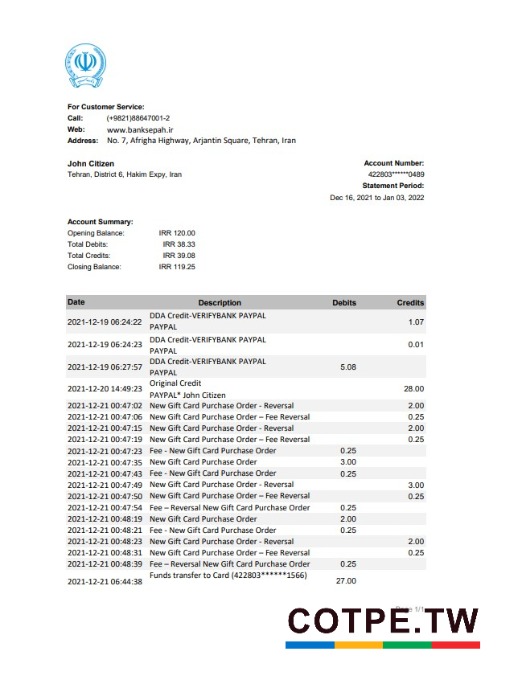 For Customer Service:
Call: (+9821)88647001-2
Web: www.banksepah.ir
Address: No. 7, Afrigha Highway, Arjantin Square, Tehran, Iran
John Citizen
Tehran, District 6, Hakim Expy, Iran
Account Number:
422803******0489
Statement Period:
Dec 16, 2021 to Jan 03, 2022
Account Summary:
Opening Balance: IRR 120.00
Total Debits: IRR 38.33
Total Credits: IRR 39.08
Closing Balance: IRR 119.25
Date Description Debits Credits
2021-12-19 06:24:22 DDA Credit-VERIFYBANK PAYPAL 1.07
PAYPAL
2021-12-19 06:24:23 DDA Credit-VERIFYBANK PAYPAL 0.01
PAYPAL
2021-12-19 06:27:57 DDA Credit-VERIFYBANK PAYPAL 5.08
PAYPAL
2021-12-20 14:49:23 Original Credit 28.00
PAYPAL* John Citizen
2021-12-21 00:47:02 New Gift Card Purchase Order - Reversal 2.00
2021-12-21 00:47:06 New Gift Card Purchase Order – Fee Reversal 0.25
2021-12-21 00:47:15 New Gift Card Purchase Order - Reversal 2.00
2021-12-21 00:47:19 New Gift Card Purchase Order – Fee Reversal 0.25
2021-12-21 00:47:23 Fee - New Gift Card Purchase Order 0.25
2021-12-21 00:47:35 New Gift Card Purchase Order 3.00
2021-12-21 00:47:43 Fee - New Gift Card Purchase Order 0.25
2021-12-21 00:47:49 New Gift Card Purchase Order - Reversal 3.00
2021-12-21 00:47:50 New Gift Card Purchase Order – Fee Reversal 0.25
2021-12-21 00:47:54 Fee – Reversal New Gift Card Purchase Order 0.25
2021-12-21 00:48:19 New Gift Card Purchase Order 2.00
2021-12-21 00:48:21 Fee - New Gift Card Purchase Order 0.25
2021-12-21 00:48:23 New Gift Card Purchase Order - Reversal 2.00
2021-12-21 00:48:31 New Gift Card Purchase Order – Fee Reversal 0.25
2021-12-21 00:48:39 Fee – Reversal New Gift Card Purchase Order 0.25
2021-12-21 06:44:38 Funds transfer to Card (422803******1566) 27.00
1/1
COTPE.TW